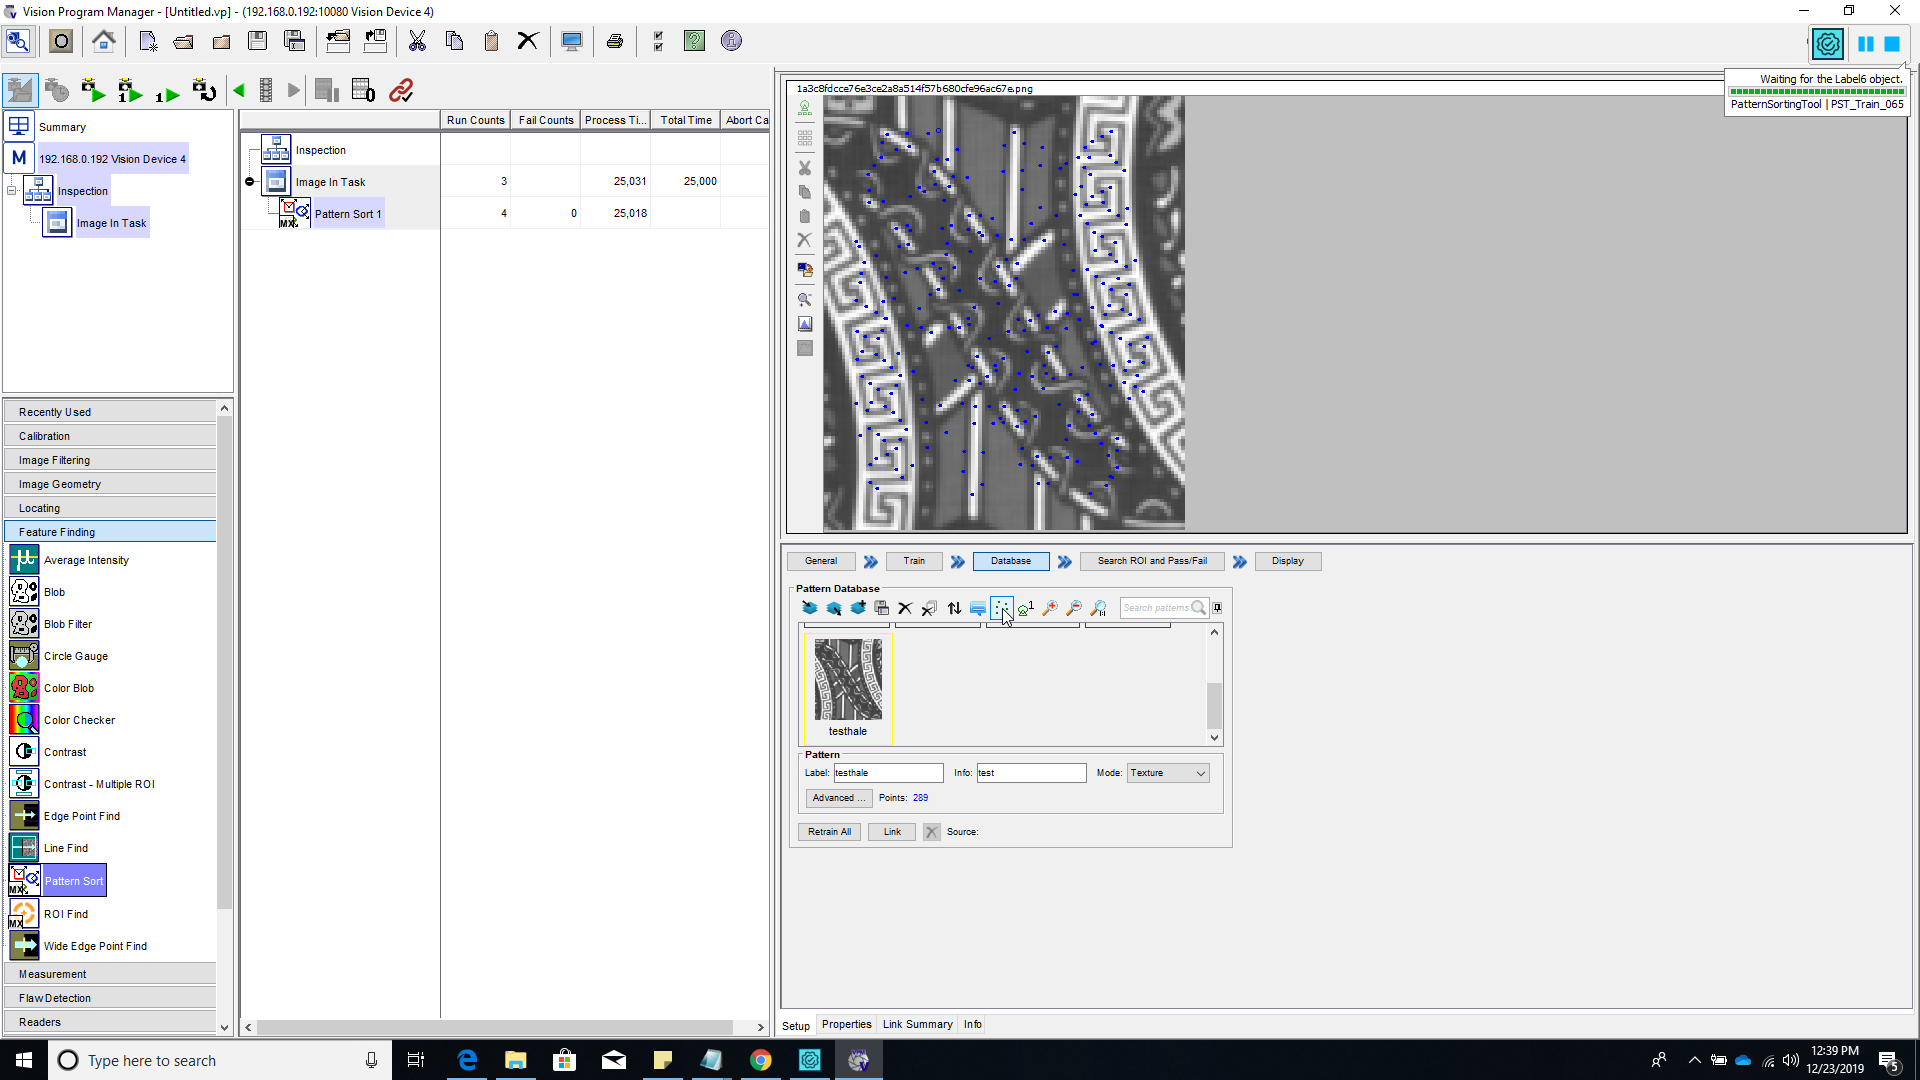 Vision Program Manager - [Untitled.vp] - (192.168.0.192:10080 Vision Device 4)
Waiting for the Label6 object.
PatternSortingTool | PST_Train_065
Summary
M
192.168.0.192 Vision Device 4
Inspection
Image In Task
Run Counts Fail Counts Process Ti... Total Time Abort Ca
Inspection
Image In Task 3 25,031 25,000
Pattern Sort 1 4 0 25,018
1a3c8fdcce76e3ce2a8a514f57b680cfe96ac67e.png
Recently Used
Calibration
Image Filtering
Image Geometry
Locating
Feature Finding
Average Intensity
Blob
Blob Filter
Circle Gauge
Color Blob
Color Checker
Contrast
Contrast - Multiple ROI
Edge Point Find
Line Find
Pattern Sort
ROI Find
Wide Edge Point Find
Measurement
Flaw Detection
Readers
General Train Database Search ROI and Pass/Fail Display
Pattern Database
Search patterns
testhale
Pattern
Label: testhale Info: test Mode: Texture
Advanced ... Points: 289
Retrain All Link Source:
Setup Properties Link Summary Info
Type here to search
12:39 PM
12/23/2019
5